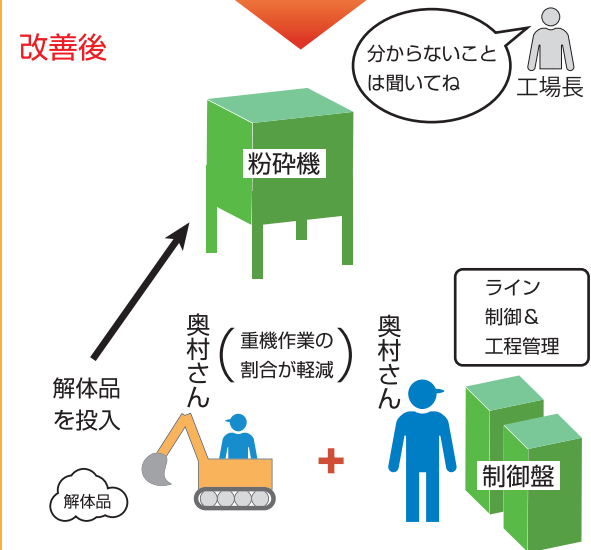 改善後
分からないこと
は聞いてね
工場長
粉砕機
ライン
制御＆
工程管理
奥村さん
（重機作業の
割合が軽減）
奥村さん
解体品
を投入
解体品
制御盤